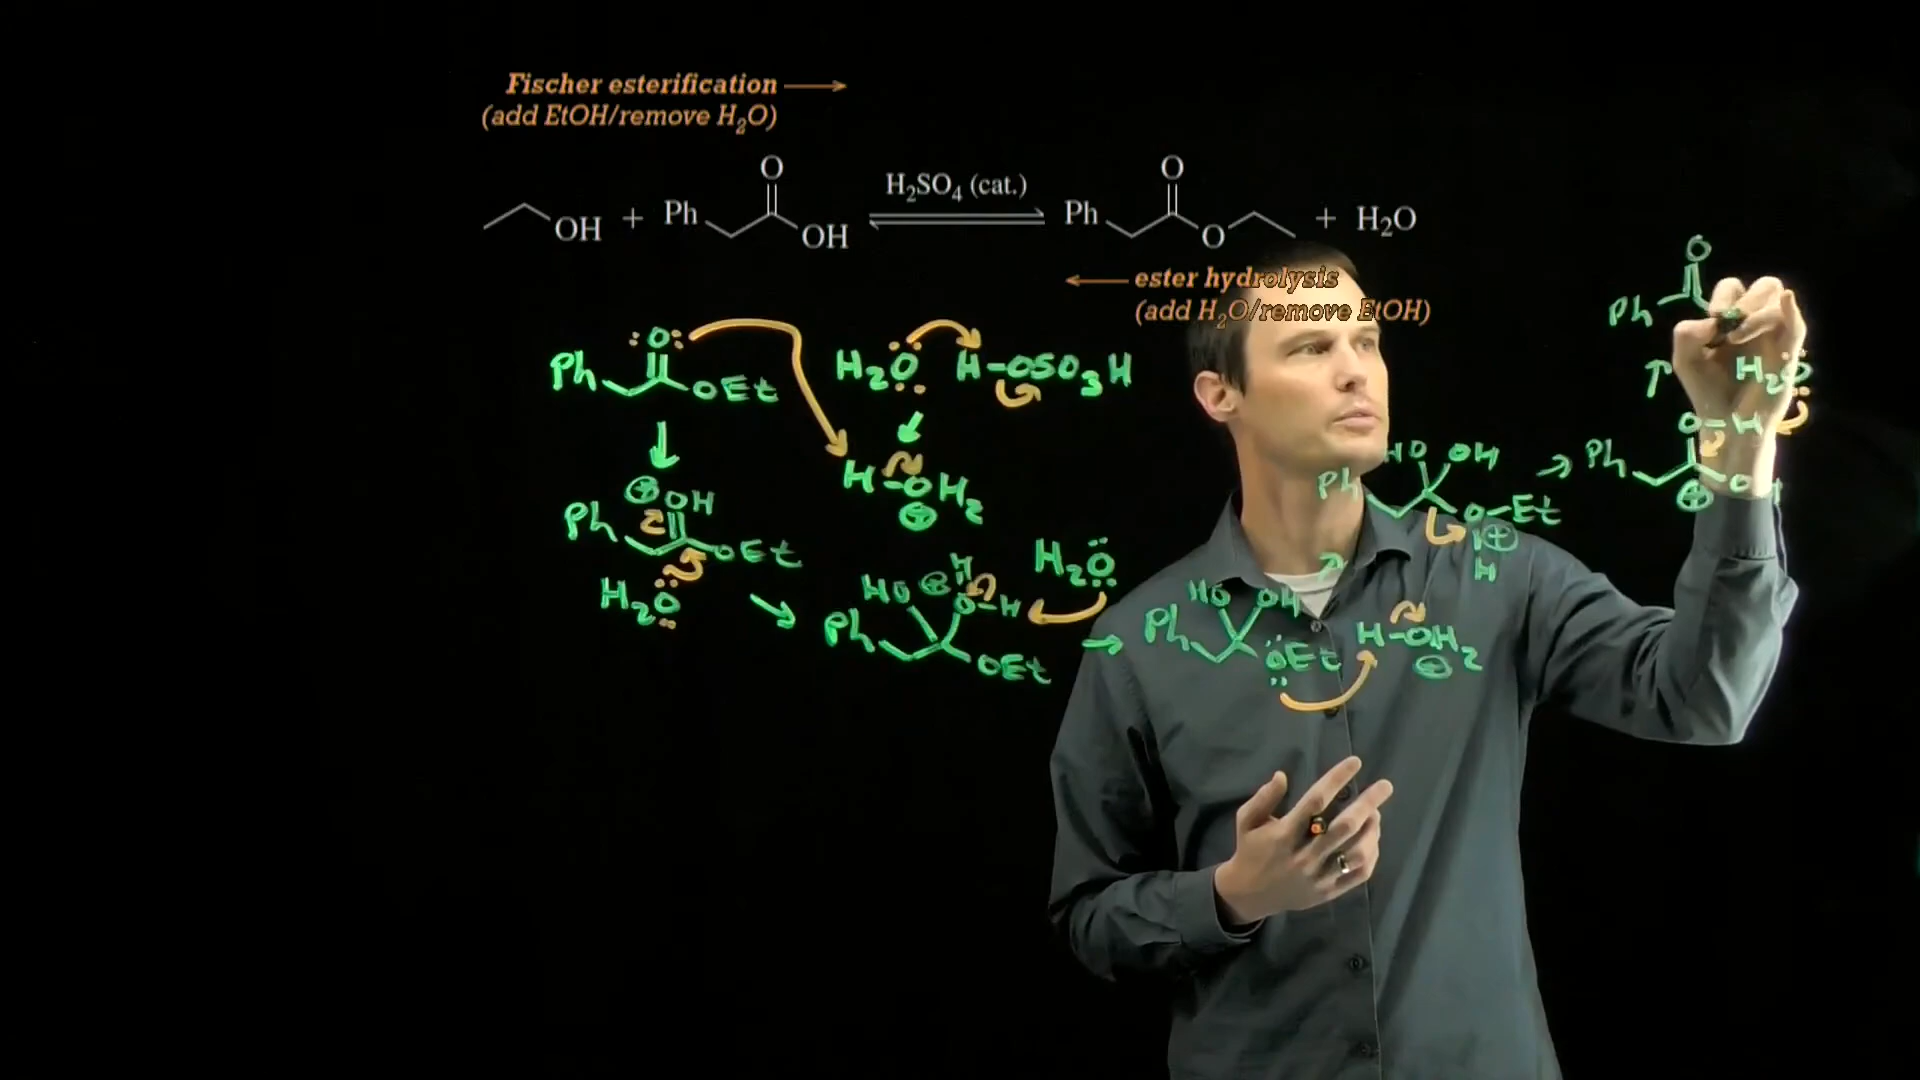 Fischer esterification →
(add EtOH/remove H₂O)
OH + Ph O OH H₂SO₄ (cat.) Ph O O + H₂O
← ester hydrolysis
(add H₂O/remove EtOH)
O
Ph
:O:
Ph OEt
H₂O H-OSO₃H
H₂O
H-OH₂
⊕
⊕OH
Ph OEt
H₂O
HO ⊕ H
O-H
Ph OEt
H₂O
HO OH
Ph OEt
H-OH₂
⊕
HO OH
Ph O-Et
⊕
H
O-H
Ph O
⊕